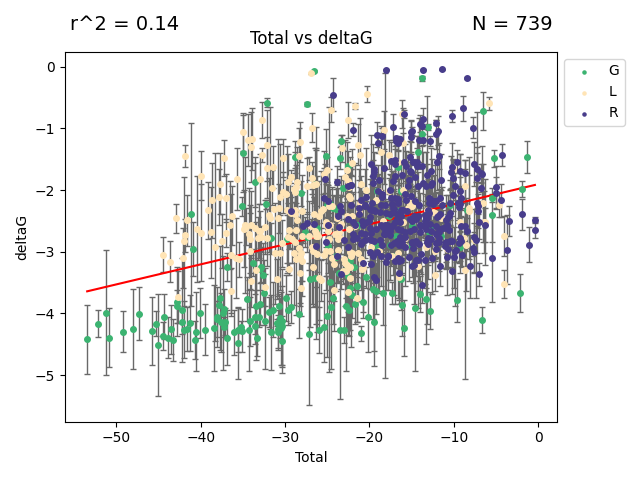 r^2 = 0.14
N = 739
Total vs deltaG
G
L
R
deltaG
0
−1
−2
−3
−4
−5
−50
−40
−30
−20
−10
0
Total